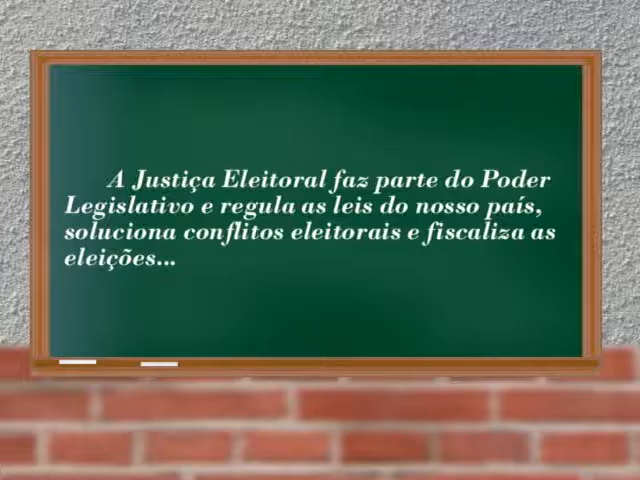 A Justiça Eleitoral faz parte do Poder
Legislativo e regula as leis do nosso país,
soluciona conflitos eleitorais e fiscaliza as
eleições...